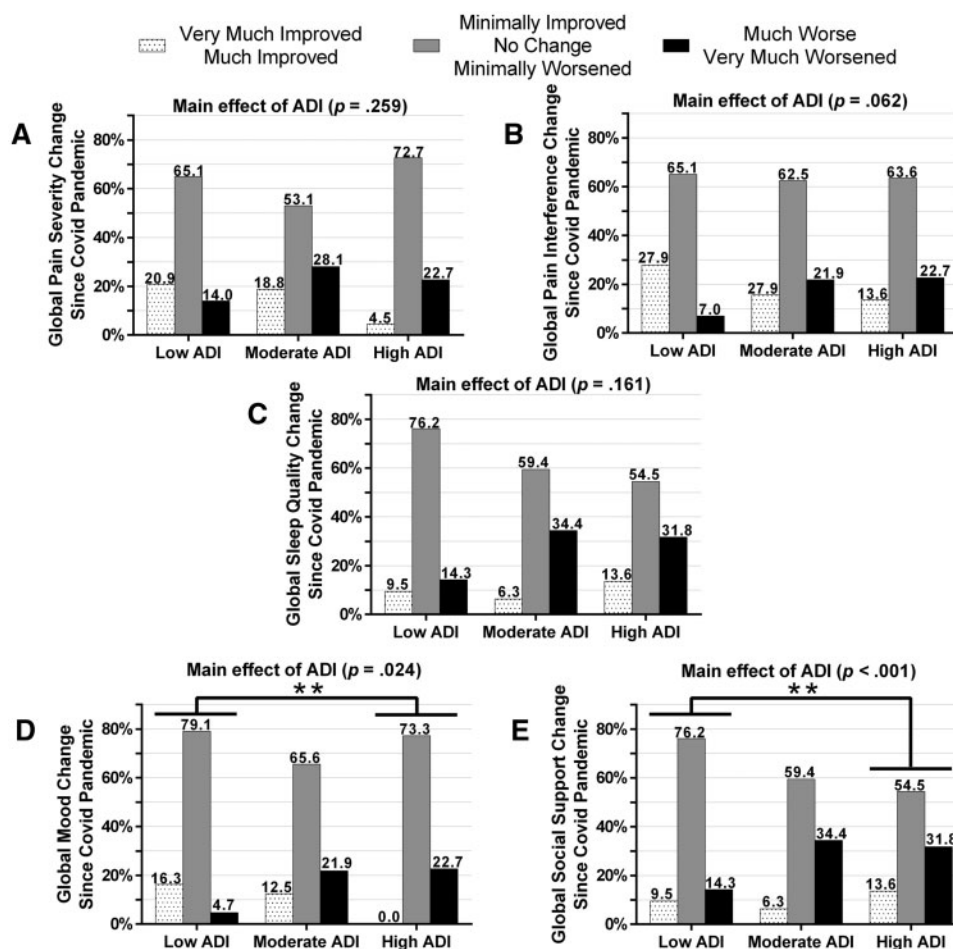 Very Much Improved
Much Improved
Minimally Improved
No Change
Minimally Worsened
Much Worse
Very Much Worsened
A
Main effect of ADI (p = .259)
Global Pain Severity Change
Since Covid Pandemic
80%
60%
40%
20%
0%
20.9
65.1
14.0
18.8
53.1
28.1
4.5
72.7
22.7
Low ADI
Moderate ADI
High ADI
B
Main effect of ADI (p = .062)
Global Pain Interference Change
Since Covid Pandemic
80%
60%
40%
20%
0%
27.9
65.1
7.0
27.9
62.5
21.9
13.6
63.6
22.7
Low ADI
Moderate ADI
High ADI
C
Main effect of ADI (p = .161)
Global Sleep Quality Change
Since Covid Pandemic
80%
60%
40%
20%
0%
9.5
76.2
14.3
6.3
59.4
34.4
13.6
54.5
31.8
Low ADI
Moderate ADI
High ADI
D
Main effect of ADI (p = .024)
**
Global Mood Change
Since Covid Pandemic
80%
60%
40%
20%
0%
16.3
79.1
4.7
12.5
65.6
21.9
0.0
73.3
22.7
Low ADI
Moderate ADI
High ADI
E
Main effect of ADI (p < .001)
**
Global Social Support Change
Since Covid Pandemic
80%
60%
40%
20%
0%
9.5
76.2
14.3
6.3
59.4
34.4
13.6
54.5
31.8
Low ADI
Moderate ADI
High ADI